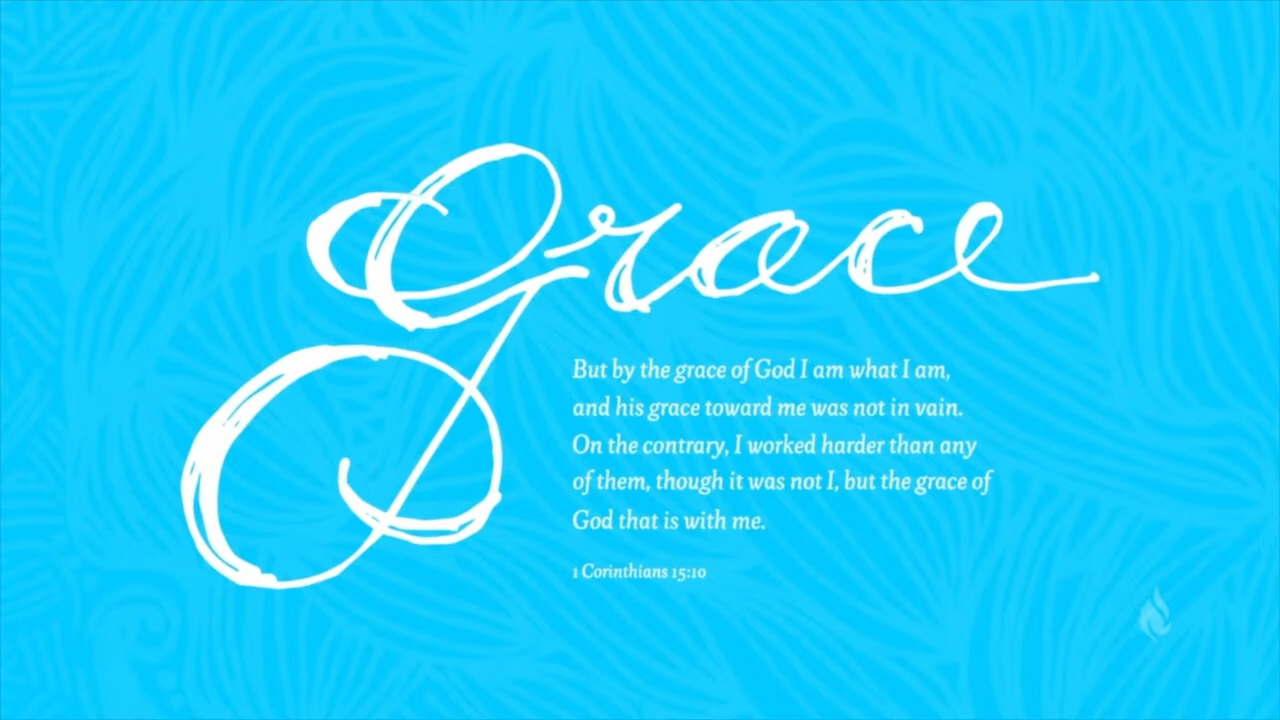 Grace
But by the grace of God I am what I am,
and his grace toward me was not in vain.
On the contrary, I worked harder than any
of them, though it was not I, but the grace of
God that is with me.
1 Corinthians 15:10